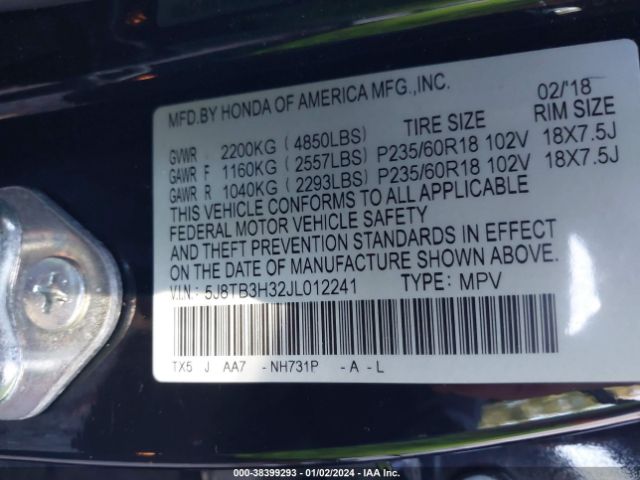 MFD.BY HONDA OF AMERICA MFG.,INC. 02/'18
TIRE SIZE RIM SIZE
GVWR 2200KG (4850LBS)
GAWR F 1160KG (2557LBS) P235/60R18 102V 18X7.5J
GAWR R 1040KG (2293LBS) P235/60R18 102V 18X7.5J
THIS VEHICLE CONFORMS TO ALL APPLICABLE
FEDERAL MOTOR VEHICLE SAFETY
AND THEFT PREVENTION STANDARDS IN EFFECT
ON THE DATE OF MANUFACTURE SHOWN ABOVE.
V.I.N.: 5J8TB3H32JL012241 TYPE: MPV
TX5 J AA7 - NH731P - A - L
000-38399293 - 01/02/2024 - IAA Inc.